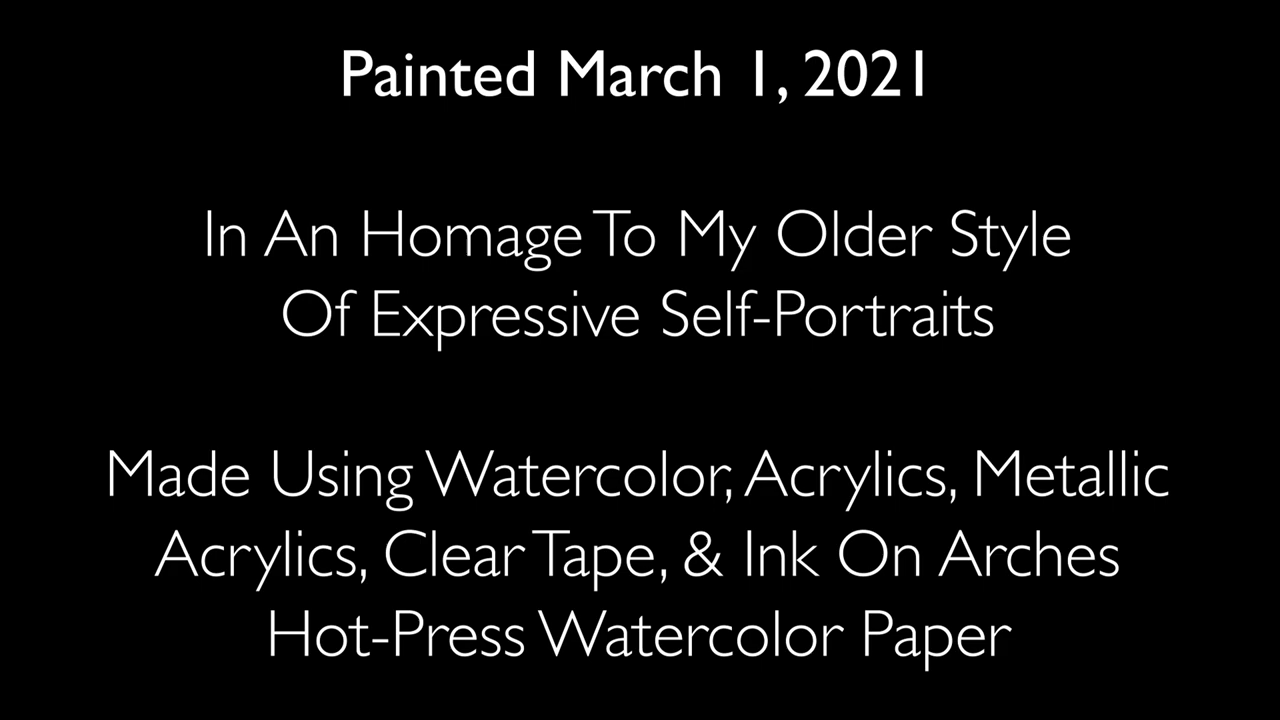 Painted March 1, 2021
In An Homage To My Older Style
Of Expressive Self-Portraits
Made Using Watercolor, Acrylics, Metallic
Acrylics, Clear Tape, & Ink On Arches
Hot-Press Watercolor Paper